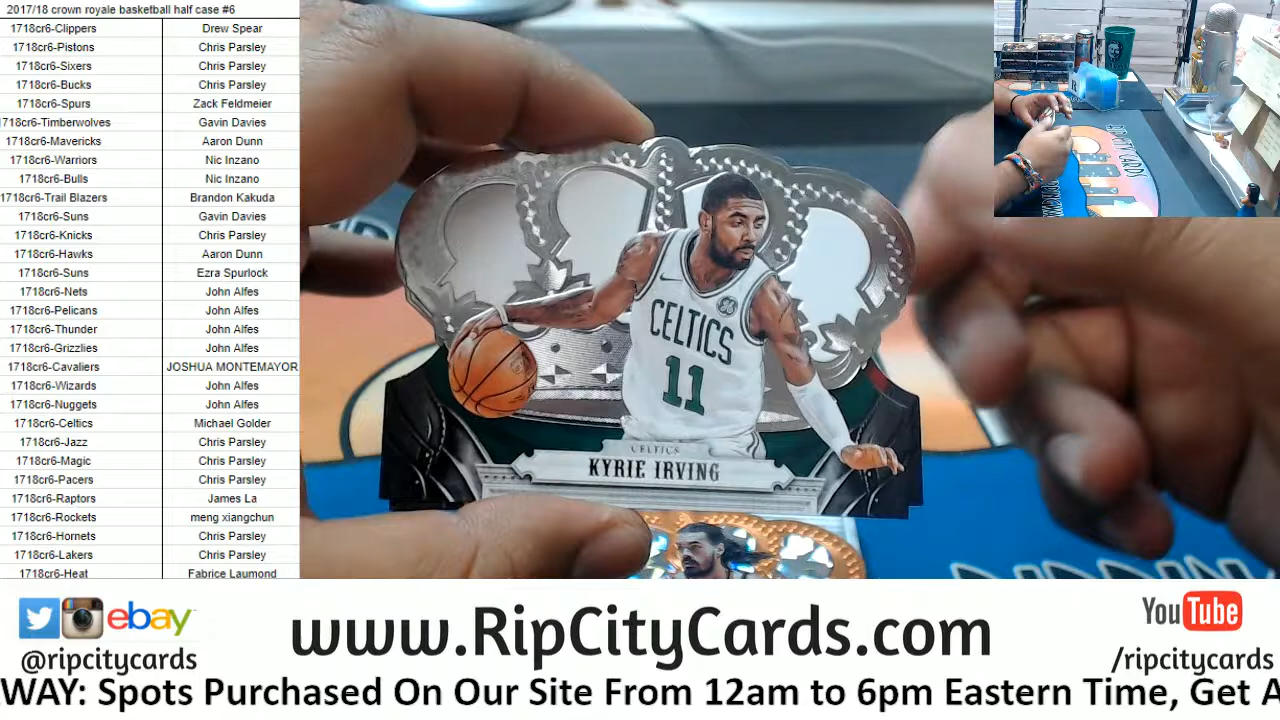 2017/18 crown royale basketball half case #6
1718cr6-Clippers Drew Spear
1718cr6-Pistons Chris Parsley
1718cr6-Sixers Chris Parsley
1718cr6-Bucks Chris Parsley
1718cr6-Spurs Zack Feldmeier
1718cr6-Timberwolves Gavin Davies
1718cr6-Mavericks Aaron Dunn
1718cr6-Warriors Nic Inzano
1718cr6-Bulls Nic Inzano
1718cr6-Trail Blazers Brandon Kakuda
1718cr6-Suns Gavin Davies
1718cr6-Knicks Chris Parsley
1718cr6-Hawks Aaron Dunn
1718cr6-Suns Ezra Spurlock
1718cr6-Nets John Alfes
1718cr6-Pelicans John Alfes
1718cr6-Thunder John Alfes
1718cr6-Grizzlies John Alfes
1718cr6-Cavaliers JOSHUA MONTEMAYOR
1718cr6-Wizards John Alfes
1718cr6-Nuggets John Alfes
1718cr6-Celtics Michael Golder
1718cr6-Jazz Chris Parsley
1718cr6-Magic Chris Parsley
1718cr6-Pacers Chris Parsley
1718cr6-Raptors James La
1718cr6-Rockets meng xiangchun
1718cr6-Hornets Chris Parsley
1718cr6-Lakers Chris Parsley
1718cr6-Heat Fabrice Laumond
CELTICS
11
CELTICS
KYRIE IRVING
ebay
@ripcitycards
www.RipCityCards.com
YouTube
/ripcitycards
WAY: Spots Purchased On Our Site From 12am to 6pm Eastern Time, Get A